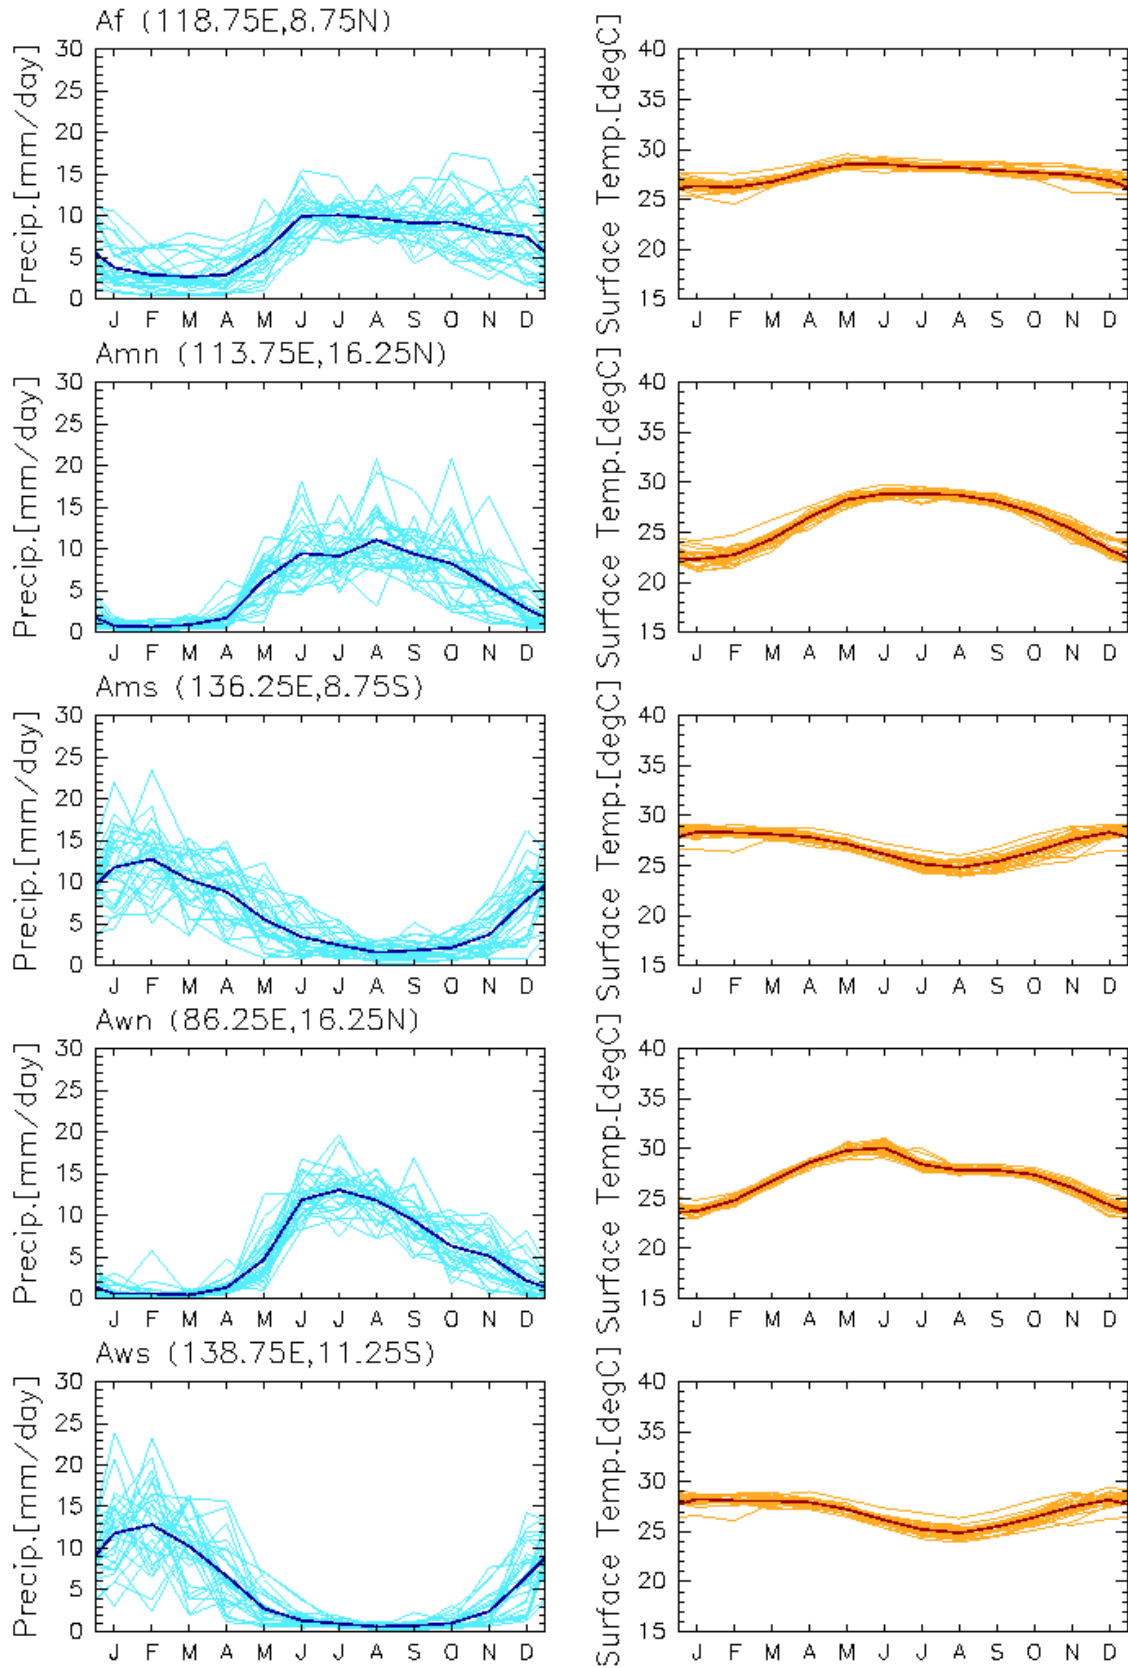 Af (118.75E,8.75N)
Precip.[mm/day]
30
25
20
15
10
5
0
J F M A M J J A S O N D
Surface Temp.[degC]
40
35
30
25
20
15
J F M A M J J A S O N D
Amn (113.75E,16.25N)
Precip.[mm/day]
30
25
20
15
10
5
0
J F M A M J J A S O N D
Surface Temp.[degC]
40
35
30
25
20
15
J F M A M J J A S O N D
Ams (136.25E,8.75S)
Precip.[mm/day]
30
25
20
15
10
5
0
J F M A M J J A S O N D
Surface Temp.[degC]
40
35
30
25
20
15
J F M A M J J A S O N D
Awn (86.25E,16.25N)
Precip.[mm/day]
30
25
20
15
10
5
0
J F M A M J J A S O N D
Surface Temp.[degC]
40
35
30
25
20
15
J F M A M J J A S O N D
Aws (138.75E,11.25S)
Precip.[mm/day]
30
25
20
15
10
5
0
J F M A M J J A S O N D
Surface Temp.[degC]
40
35
30
25
20
15
J F M A M J J A S O N D